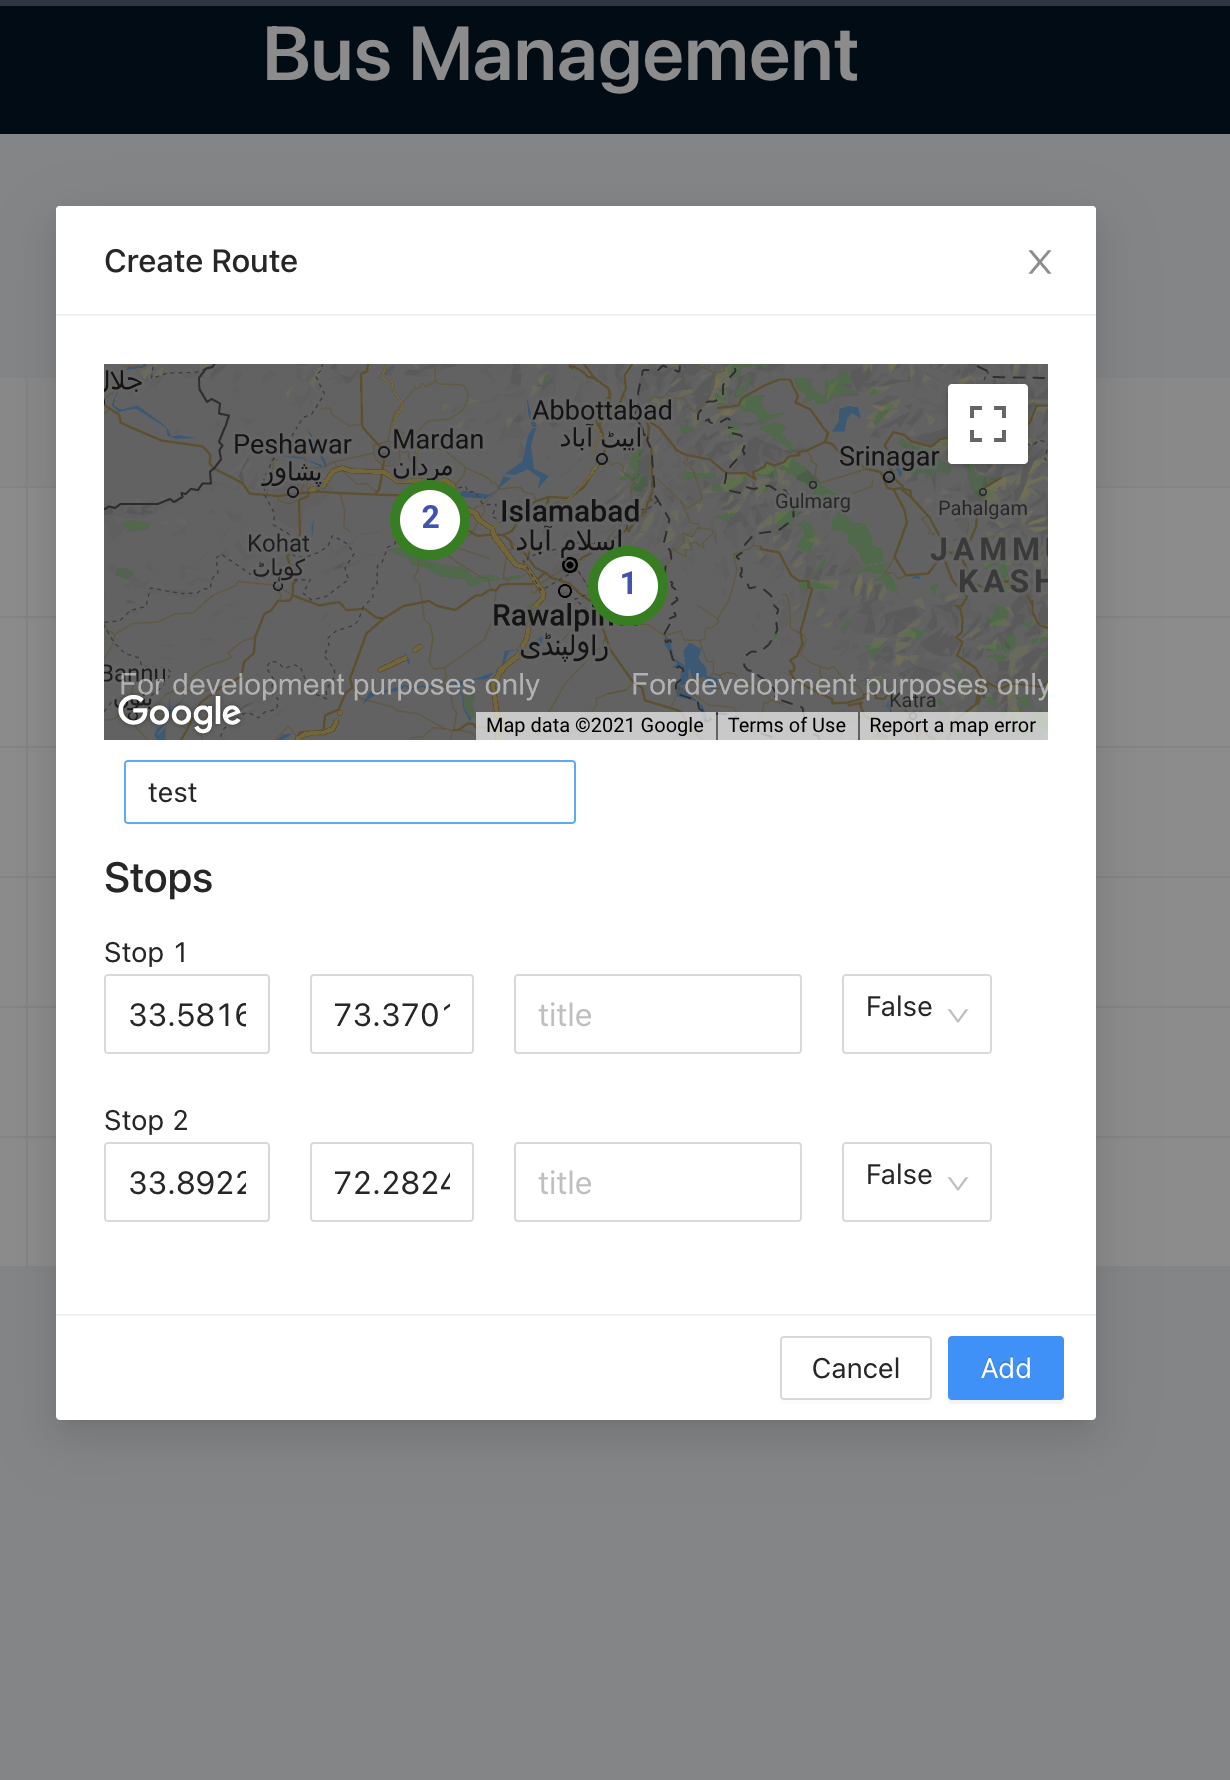 Bus Management
Create Route
Abbottabad
ایبٹ آباد
Peshawar
پشاور
Mardan
مردان
Srinagar
Gulmarg
Pahalgam
2
Islamabad
اسلام آباد
Kohat
کوہاٹ
JAMMU
KASH
1
راولپنڈی
Bannu
For development purposes only
For development purposes only
Katra
Google
Map data ©2021 Google
Terms of Use
Report a map error
test
Stops
Stop 1
33.5816
73.370
title
False
Stop 2
33.8922
72.2824
title
False
Cancel
Add